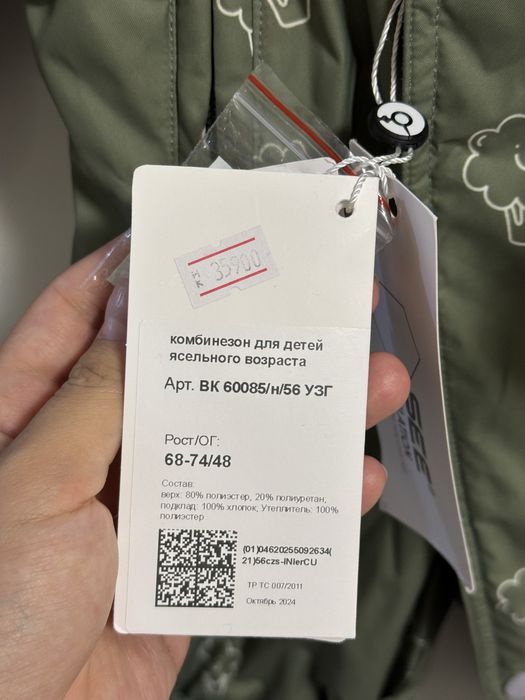 35900
комбинезон для детей
ясельного возраста
Арт. ВК 60085/н/56 УЗГ
Рост/ОГ:
68-74/48
Состав:
верх: 80% полиэстер, 20% полиуретан,
подклад: 100% хлопок; Утеплитель: 100%
полиэстер
(01)04620255092634(
21)56czs-INIerCU
ТР ТС 007/2011
Октябрь 2024